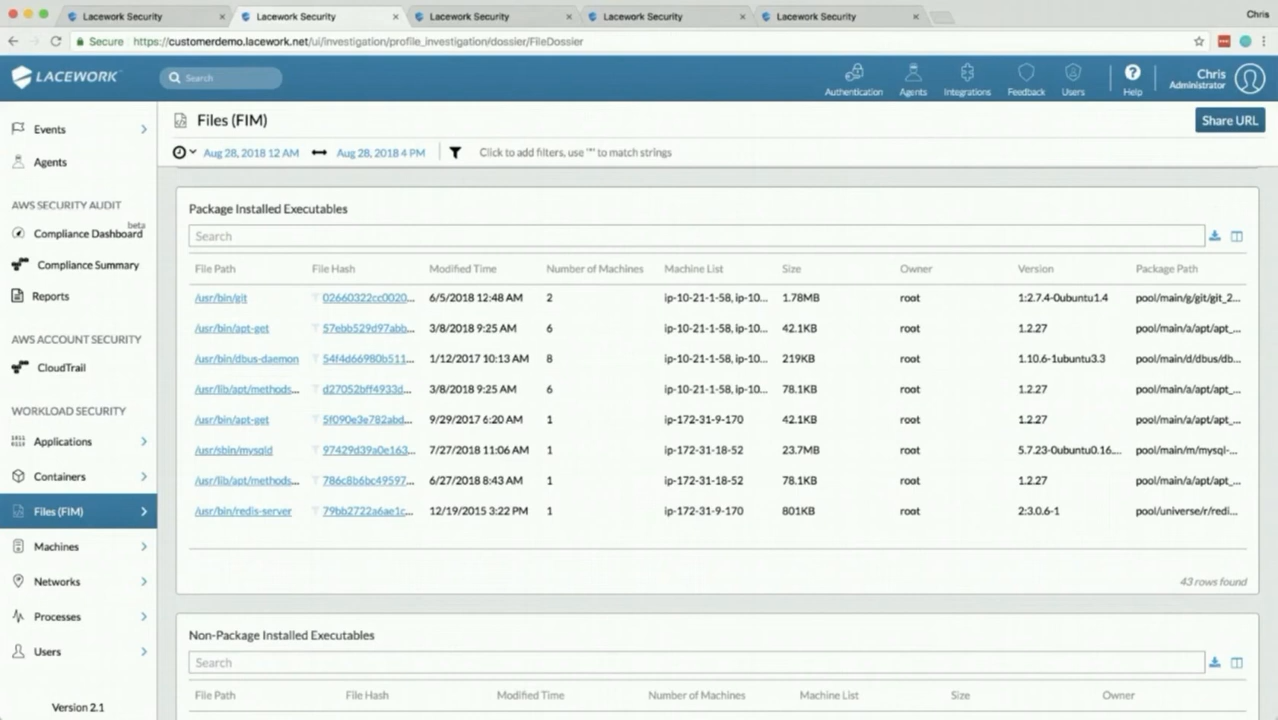 Lacework Security Lacework Security Lacework Security Lacework Security Lacework Security Chris
Secure https://customerdemo.lacework.net/ui/investigation/profile_investigation/dossier/FileDossier
LACEWORK Search Authentication Agents Integrations Feedback Users Help Chris Administrator
Events
Agents
AWS SECURITY AUDIT
Compliance Dashboard beta
Compliance Summary
Reports
AWS ACCOUNT SECURITY
CloudTrail
WORKLOAD SECURITY
Applications
Containers
Files (FIM)
Machines
Networks
Processes
Users
Version 2.1
Files (FIM) Share URL
Aug 28, 2018 12 AM Aug 28, 2018 4 PM Click to add filters, use '*' to match strings
Package Installed Executables
Search
File Path File Hash Modified Time Number of Machines Machine List Size Owner Version Package Path
/usr/bin/git 02660322cc0020... 6/5/2018 12:48 AM 2 ip-10-21-1-58, ip-10... 1.78MB root 1:2.7.4-0ubuntu1.4 pool/main/g/git/git_2...
/usr/bin/apt-get 57ebb529d97abb... 3/8/2018 9:25 AM 6 ip-10-21-1-58, ip-10... 42.1KB root 1.2.27 pool/main/a/apt/apt_...
/usr/bin/dbus-daemon 54f4d66980b511... 1/12/2017 10:13 AM 8 ip-10-21-1-58, ip-10... 219KB root 1.10.6-1ubuntu3.3 pool/main/d/dbus/db...
/usr/lib/apt/methods... d27052bff4933d... 3/8/2018 9:25 AM 6 ip-10-21-1-58, ip-10... 78.1KB root 1.2.27 pool/main/a/apt/apt_...
/usr/bin/apt-get 5f090e3e782abd... 9/29/2017 6:20 AM 1 ip-172-31-9-170 42.1KB root 1.2.27 pool/main/a/apt/apt_...
/usr/sbin/mysqld 97429d39a0e163... 7/27/2018 11:06 AM 1 ip-172-31-18-52 23.7MB root 5.7.23-0ubuntu0.16.... pool/main/m/mysql-...
/usr/lib/apt/methods... 786c8b6bc49597... 6/27/2018 8:43 AM 1 ip-172-31-18-52 78.1KB root 1.2.27 pool/main/a/apt/apt_...
/usr/bin/redis-server 79bb2722a6ae1c... 12/19/2015 3:22 PM 1 ip-172-31-9-170 801KB root 2:3.0.6-1 pool/universe/r/redi...
43 rows found
Non-Package Installed Executables
Search
File Path File Hash Modified Time Number of Machines Machine List Size Owner